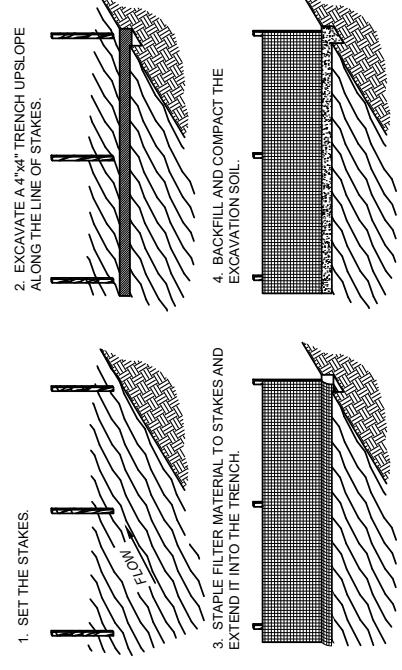 1. SET THE STAKES.
2. EXCAVATE A 4"x4" TRENCH UPSLOPE
ALONG THE LINE OF STAKES.
FLOW
3. STAPLE FILTER MATERIAL TO STAKES AND
EXTEND IT INTO THE TRENCH.
4. BACKFILL AND COMPACT THE
EXCAVATION SOIL.